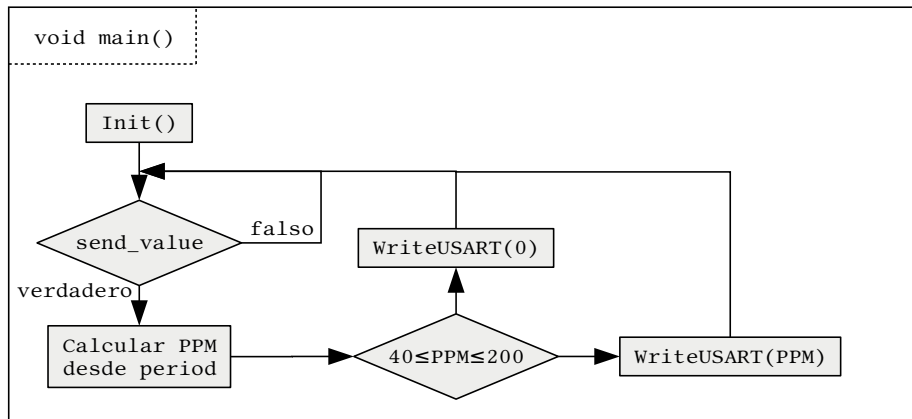 void main()
Init()
send_value
falso
verdadero
Calcular PPM
desde period
40≤PPM≤200
WriteUSART(0)
WriteUSART(PPM)